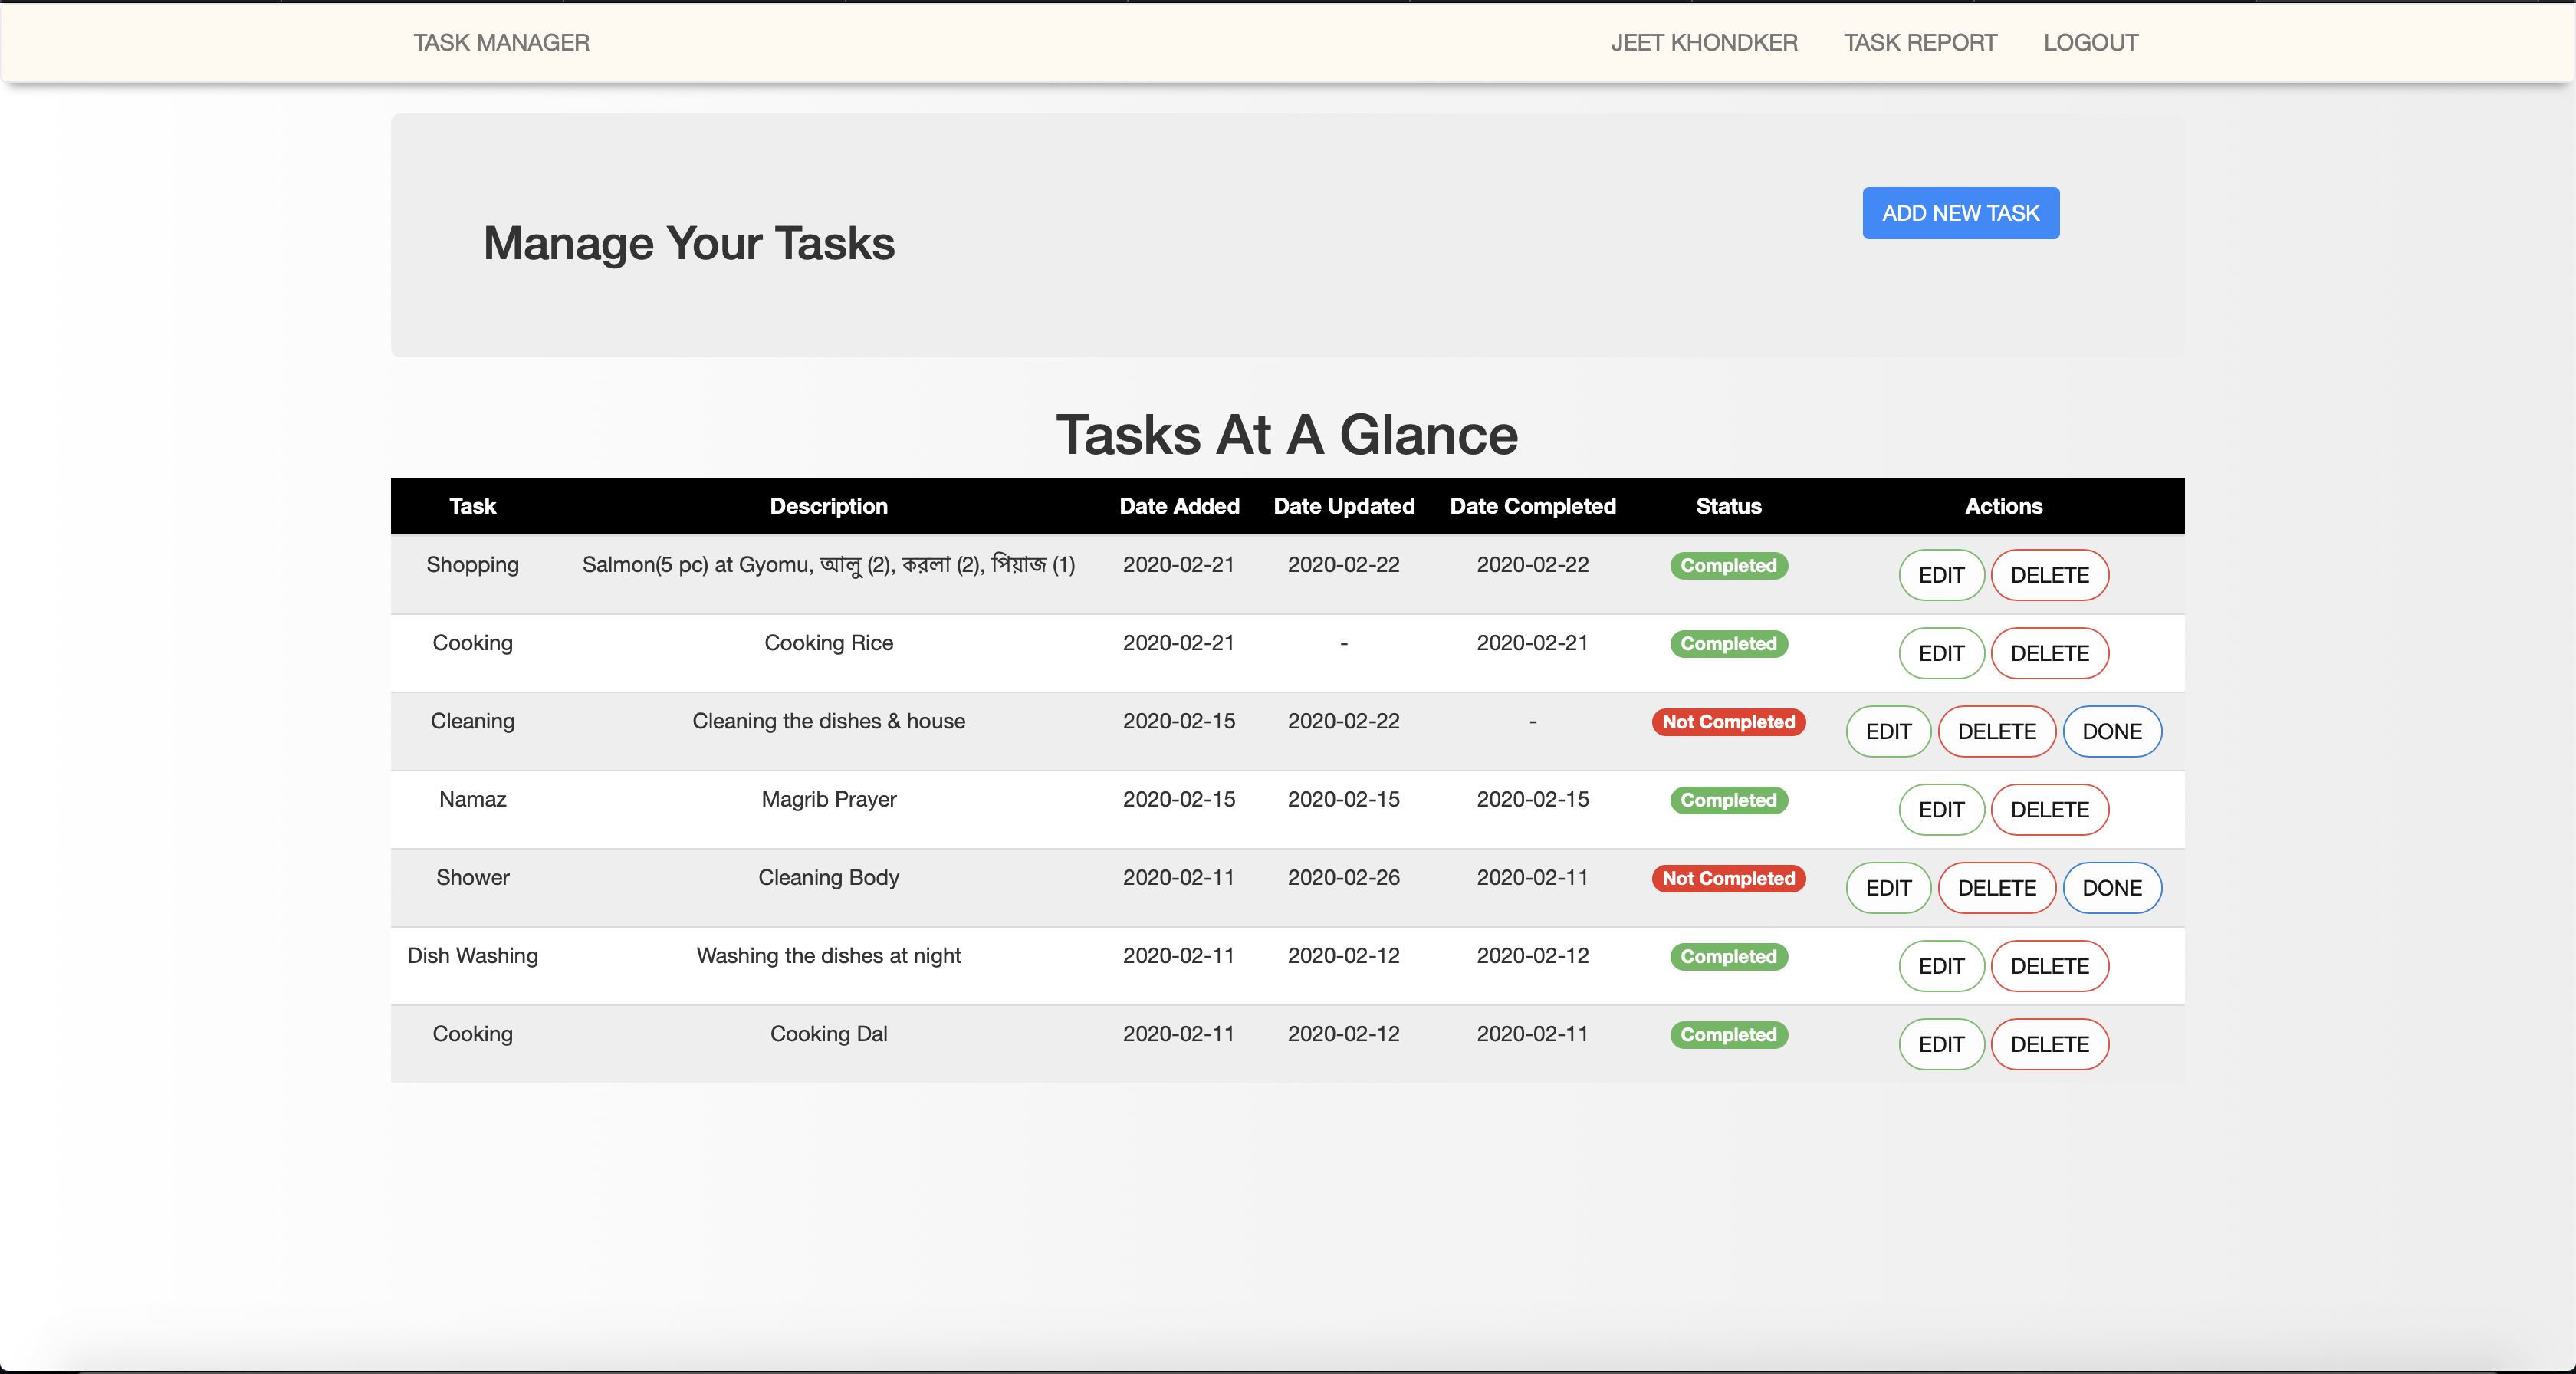 TASK MANAGER JEET KHONDKER TASK REPORT LOGOUT
Manage Your Tasks
ADD NEW TASK
Tasks At A Glance
Task Description Date Added Date Updated Date Completed Status Actions
Shopping Salmon(5 pc) at Gyomu, আলু (2), করলা (2), পিয়াজ (1) 2020-02-21 2020-02-22 2020-02-22 Completed EDIT DELETE
Cooking Cooking Rice 2020-02-21 - 2020-02-21 Completed EDIT DELETE
Cleaning Cleaning the dishes & house 2020-02-15 2020-02-22 - Not Completed EDIT DELETE DONE
Namaz Magrib Prayer 2020-02-15 2020-02-15 2020-02-15 Completed EDIT DELETE
Shower Cleaning Body 2020-02-11 2020-02-26 2020-02-11 Not Completed EDIT DELETE DONE
Dish Washing Washing the dishes at night 2020-02-11 2020-02-12 2020-02-12 Completed EDIT DELETE
Cooking Cooking Dal 2020-02-11 2020-02-12 2020-02-11 Completed EDIT DELETE